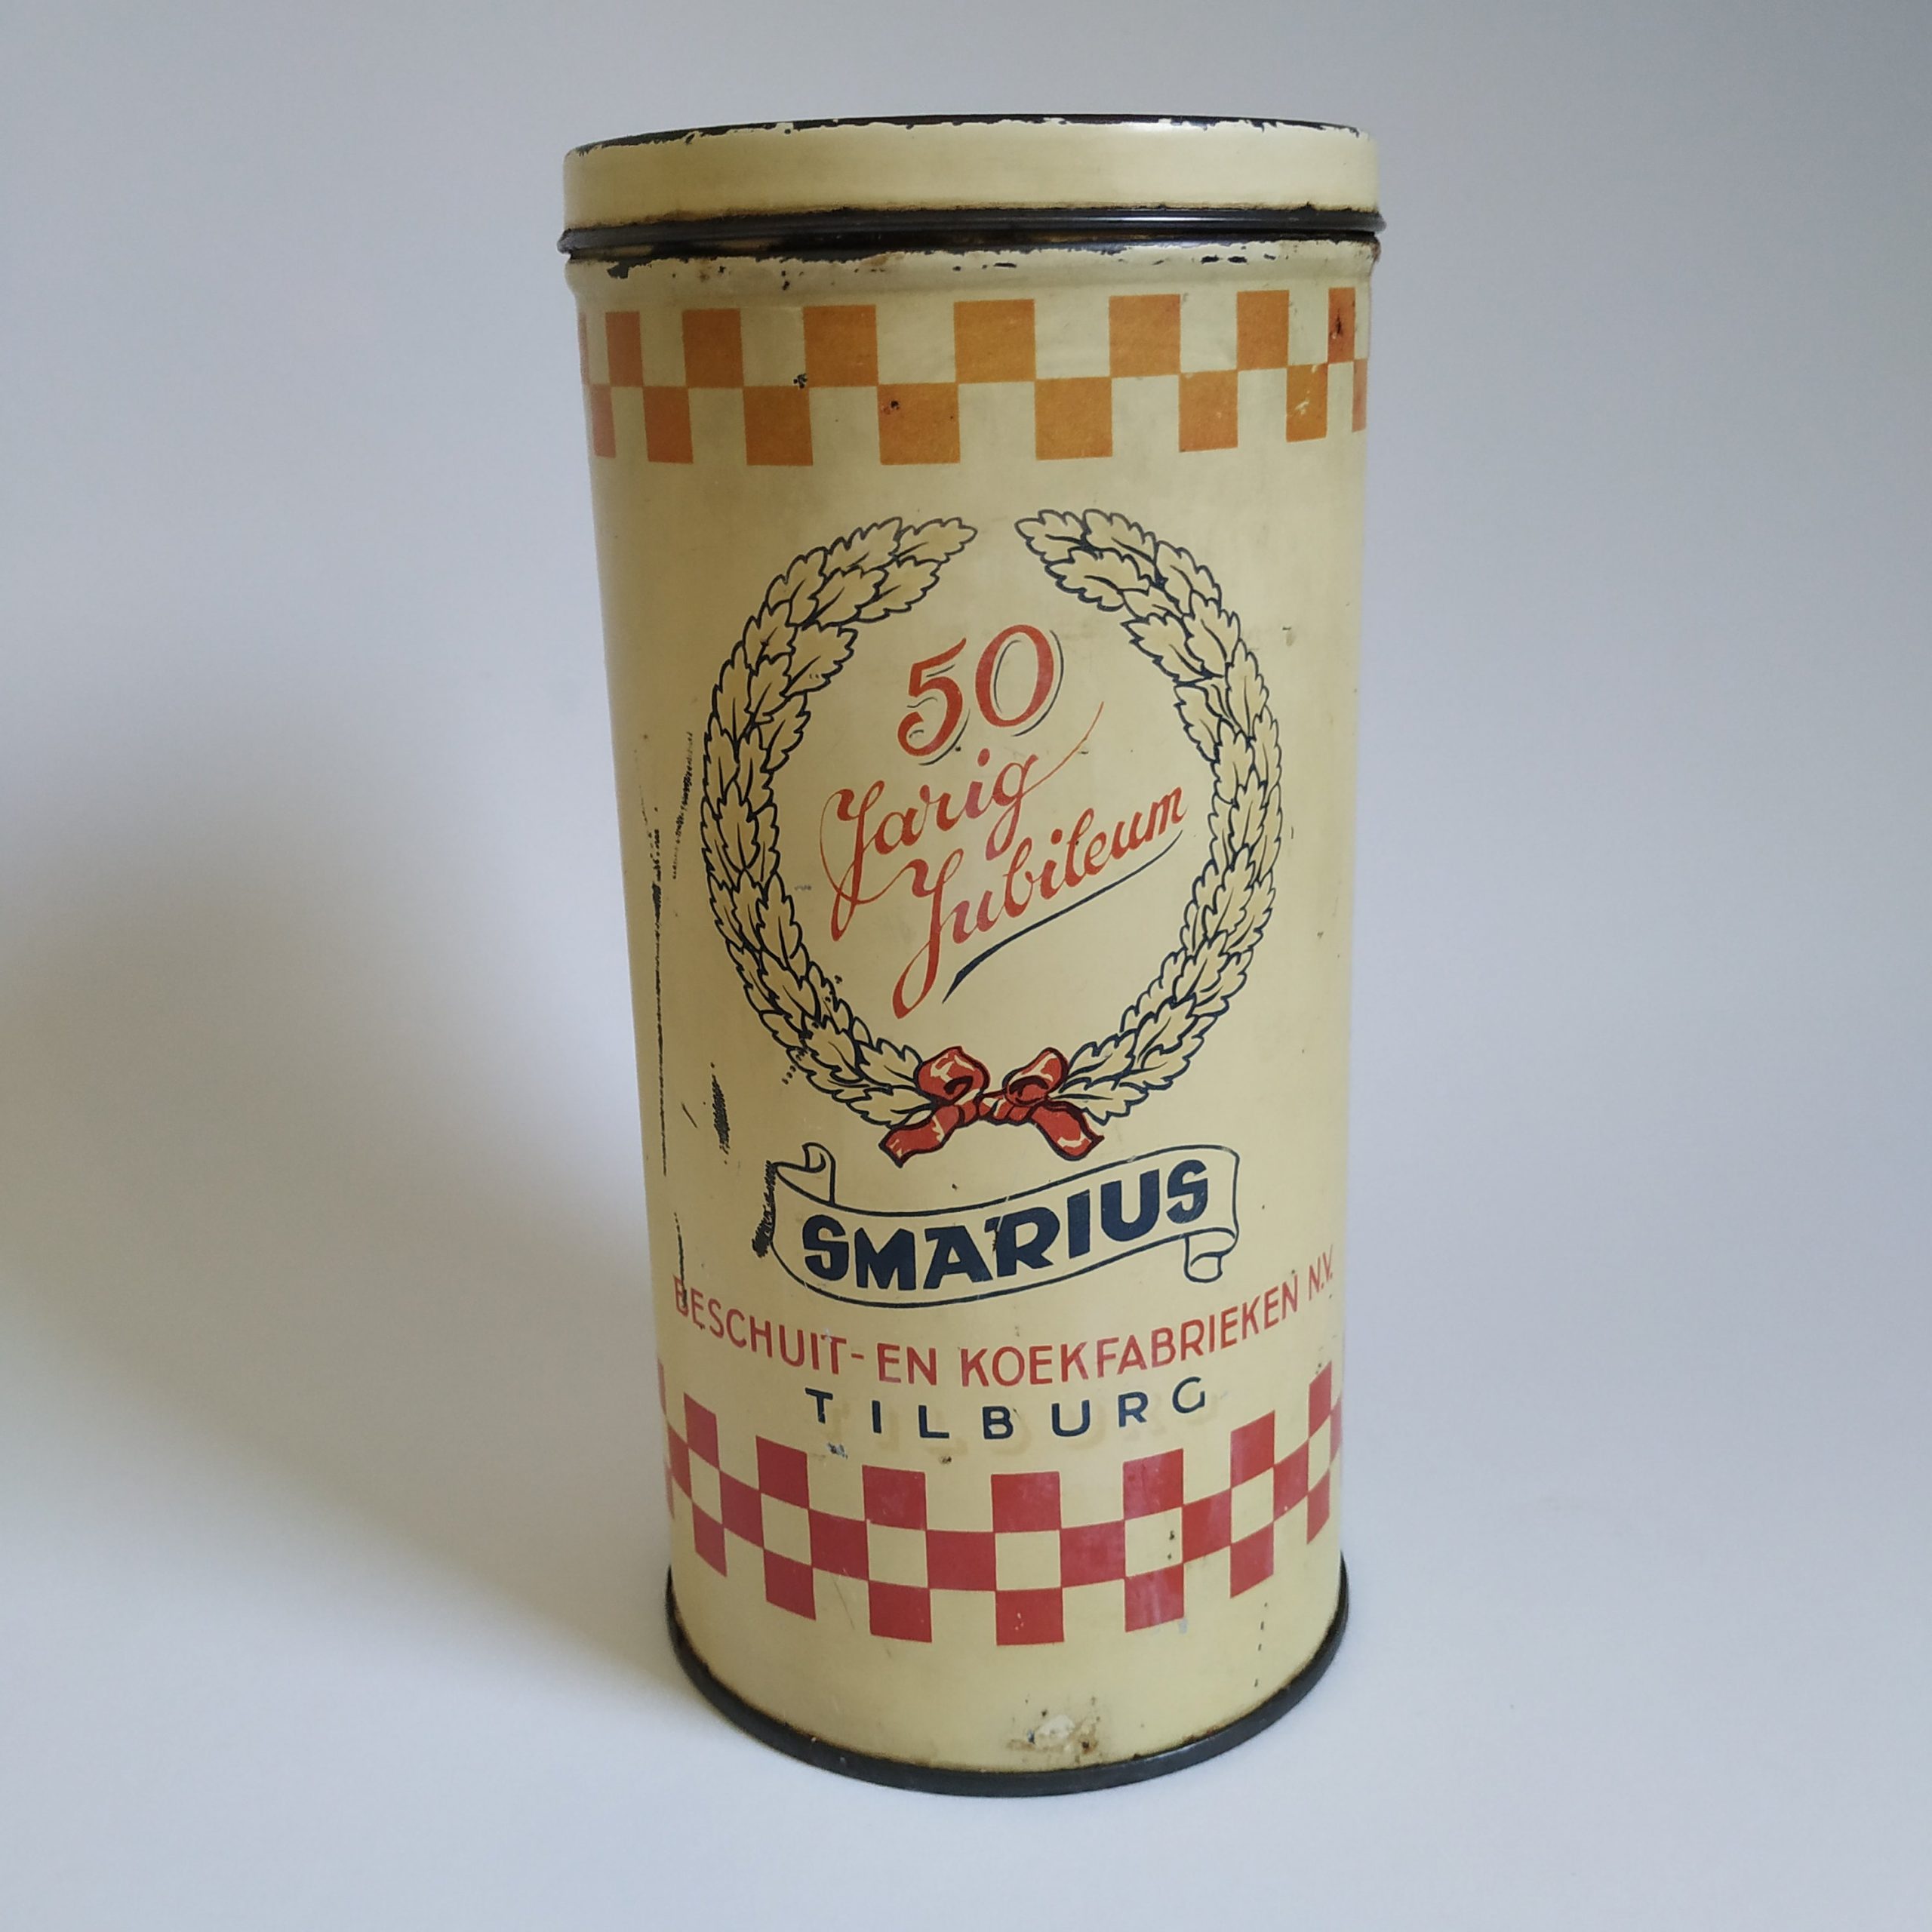 50
Jarig
Jubileum
SMARIUS
BESCHUIT- EN KOEKFABRIEKEN N.V.
TILBURG